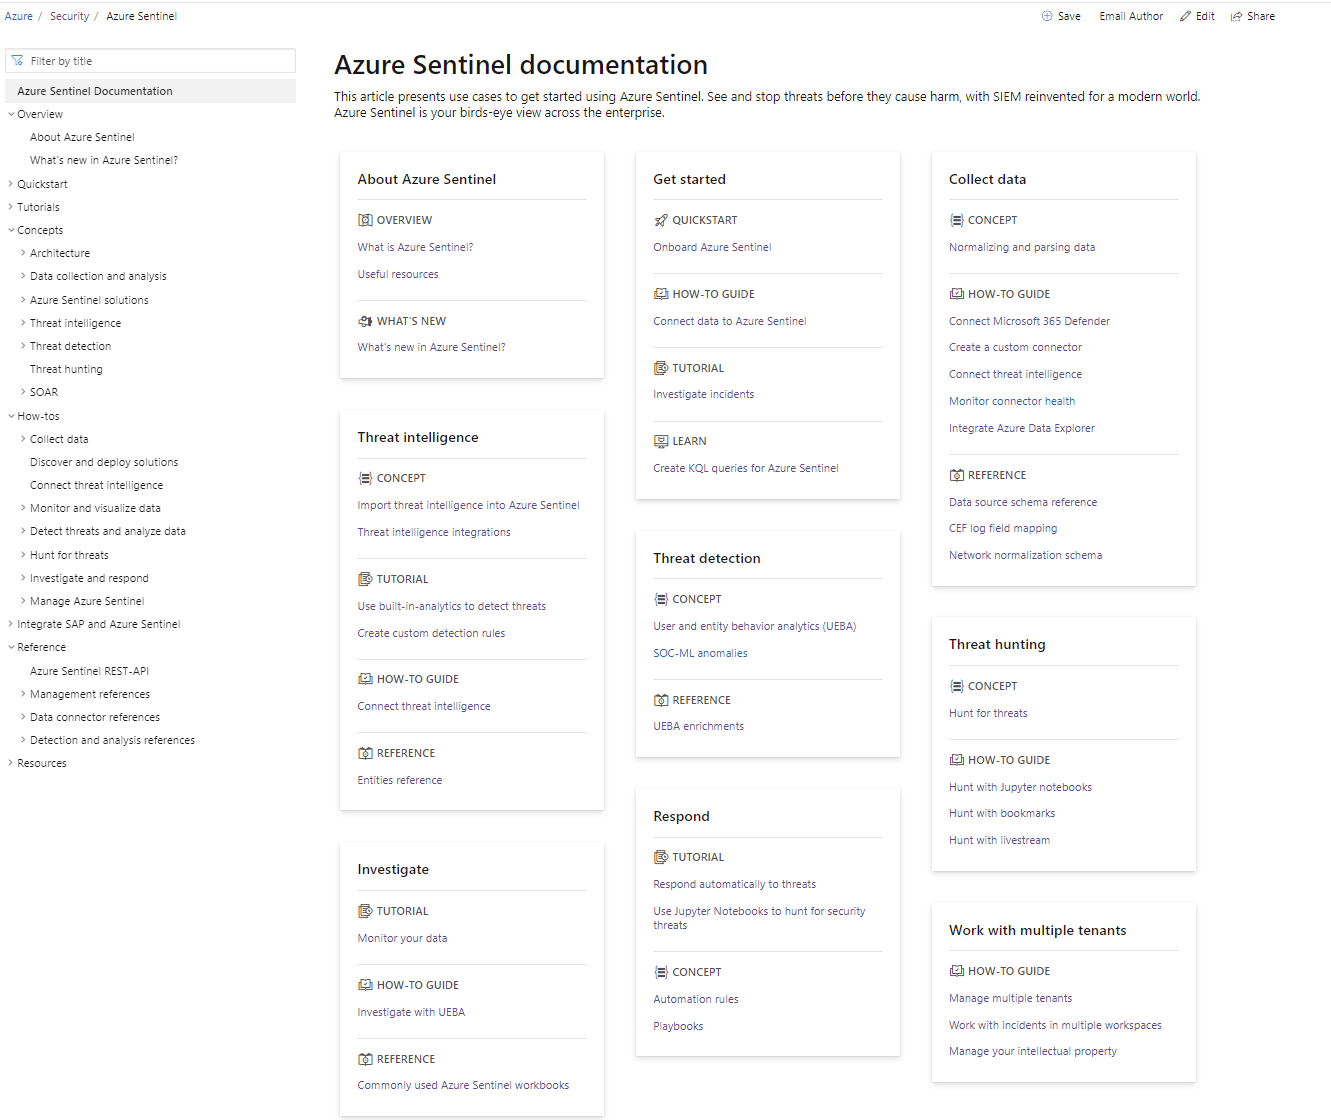 Azure / Security / Azure Sentinel
Save Email Author Edit Share
Filter by title
Azure Sentinel Documentation
Overview
About Azure Sentinel
What's new in Azure Sentinel?
Quickstart
Tutorials
Concepts
Architecture
Data collection and analysis
Azure Sentinel solutions
Threat intelligence
Threat detection
Threat hunting
SOAR
How-tos
Collect data
Discover and deploy solutions
Connect threat intelligence
Monitor and visualize data
Detect threats and analyze data
Hunt for threats
Investigate and respond
Manage Azure Sentinel
Integrate SAP and Azure Sentinel
Reference
Azure Sentinel REST-API
Management references
Data connector references
Detection and analysis references
Resources
Azure Sentinel documentation
This article presents use cases to get started using Azure Sentinel. See and stop threats before they cause harm, with SIEM reinvented for a modern world.
Azure Sentinel is your birds-eye view across the enterprise.
About Azure Sentinel
OVERVIEW
What is Azure Sentinel?
Useful resources
WHAT'S NEW
What's new in Azure Sentinel?
Threat intelligence
CONCEPT
Import threat intelligence into Azure Sentinel
Threat intelligence integrations
TUTORIAL
Use built-in-analytics to detect threats
Create custom detection rules
HOW-TO GUIDE
Connect threat intelligence
REFERENCE
Entities reference
Investigate
TUTORIAL
Monitor your data
HOW-TO GUIDE
Investigate with UEBA
REFERENCE
Commonly used Azure Sentinel workbooks
Get started
QUICKSTART
Onboard Azure Sentinel
HOW-TO GUIDE
Connect data to Azure Sentinel
TUTORIAL
Investigate incidents
LEARN
Create KQL queries for Azure Sentinel
Threat detection
CONCEPT
User and entity behavior analytics (UEBA)
SOC-ML anomalies
REFERENCE
UEBA enrichments
Respond
TUTORIAL
Respond automatically to threats
Use Jupyter Notebooks to hunt for security
threats
CONCEPT
Automation rules
Playbooks
Collect data
CONCEPT
Normalizing and parsing data
HOW-TO GUIDE
Connect Microsoft 365 Defender
Create a custom connector
Connect threat intelligence
Monitor connector health
Integrate Azure Data Explorer
REFERENCE
Data source schema reference
CEF log field mapping
Network normalization schema
Threat hunting
CONCEPT
Hunt for threats
HOW-TO GUIDE
Hunt with Jupyter notebooks
Hunt with bookmarks
Hunt with livestream
Work with multiple tenants
HOW-TO GUIDE
Manage multiple tenants
Work with incidents in multiple workspaces
Manage your intellectual property